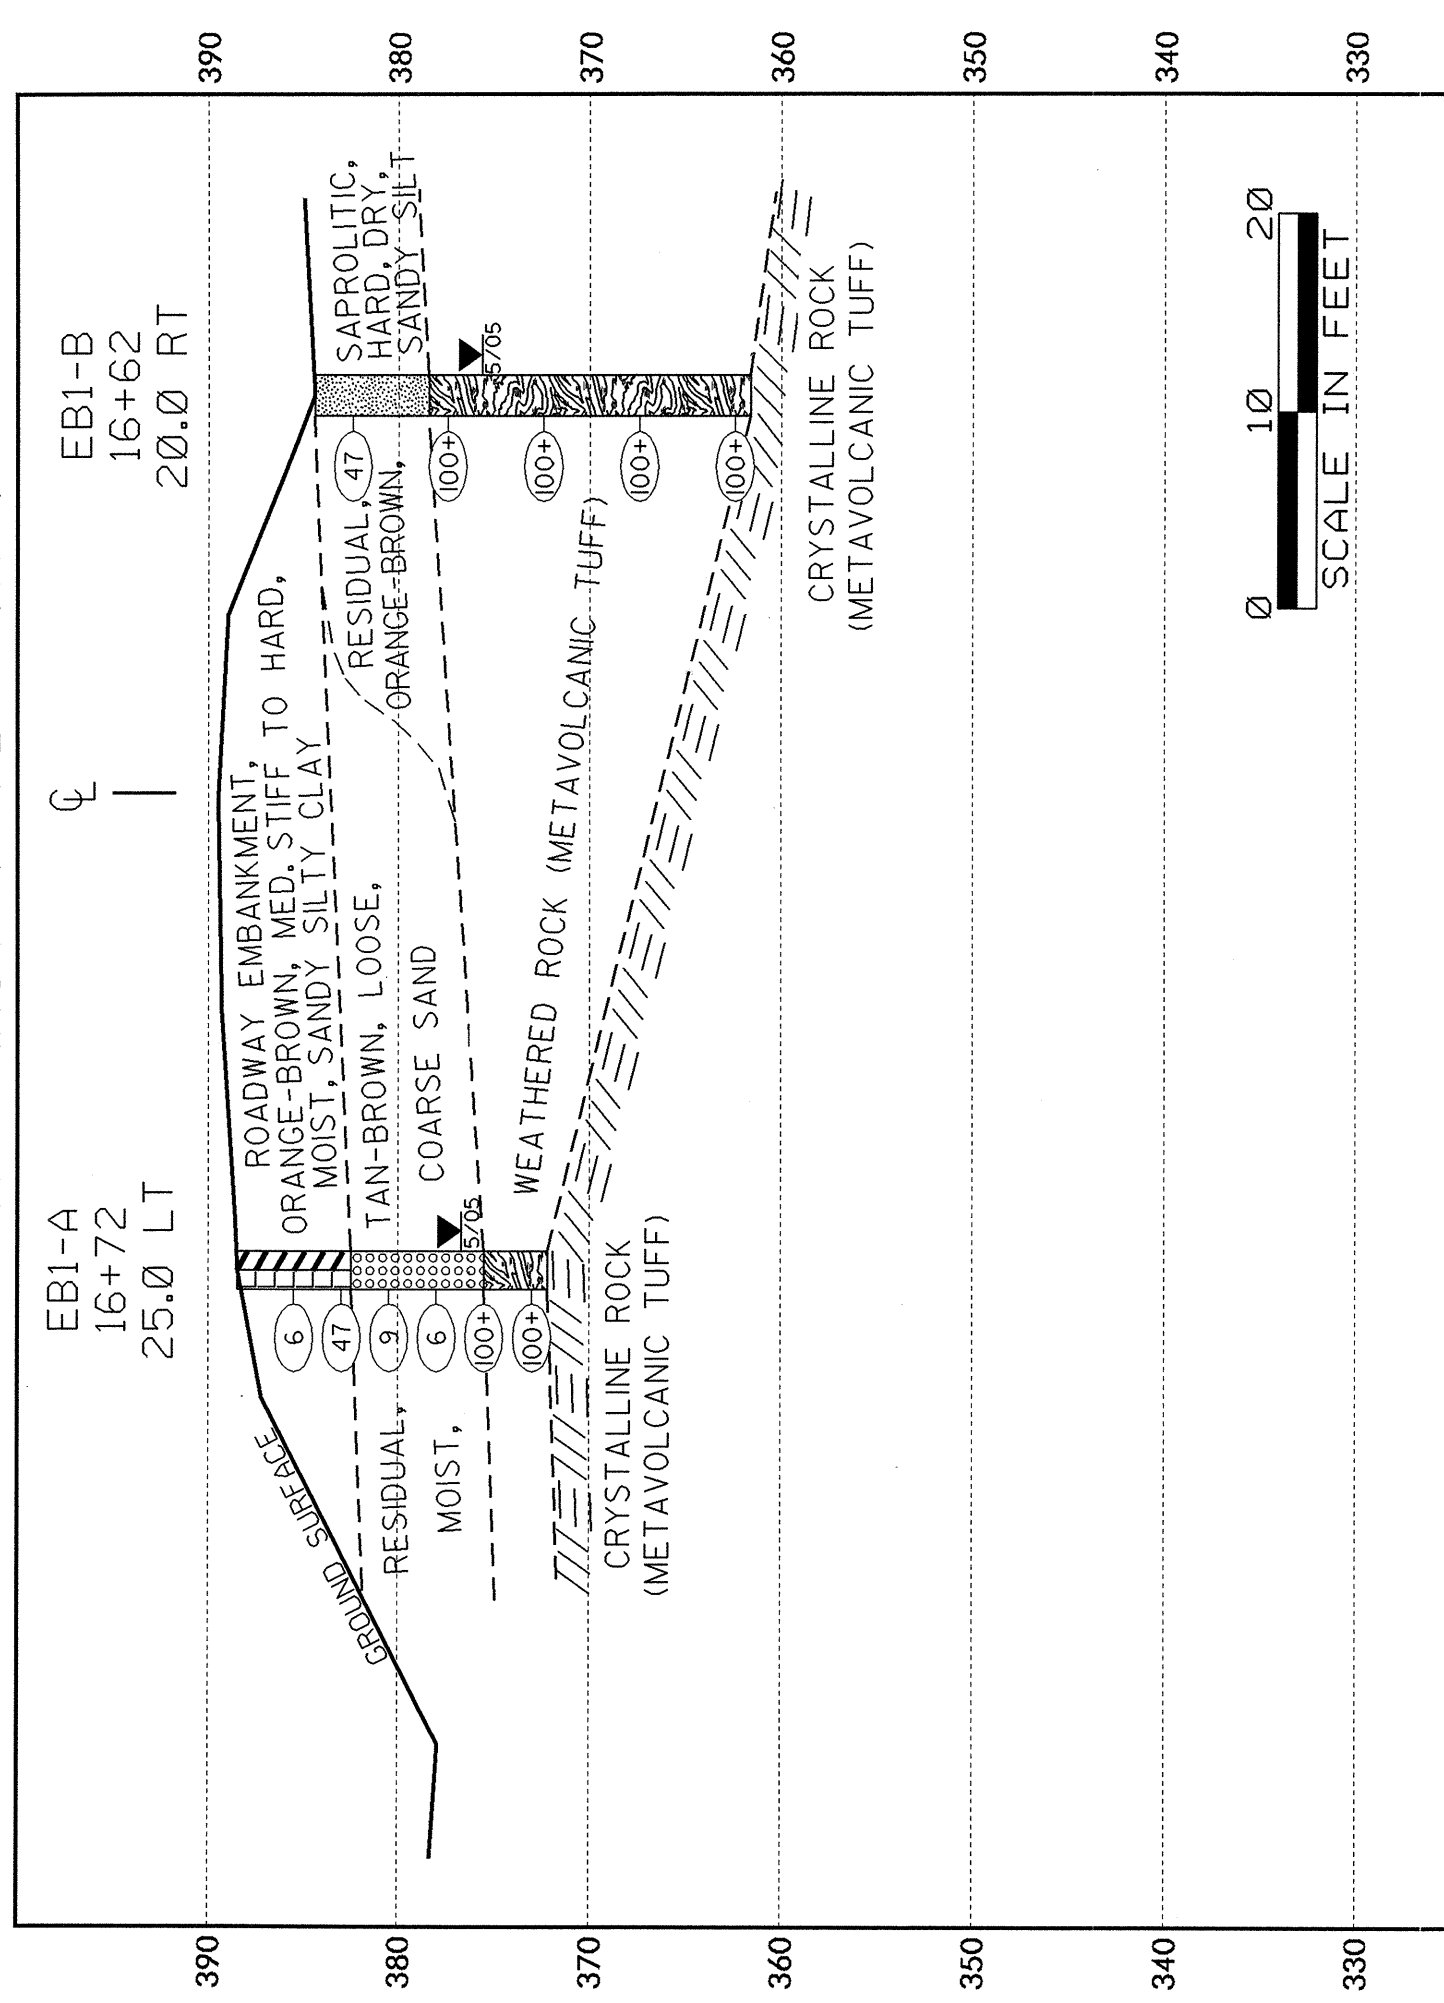 EB1-A
16+72
25.0 LT
℄
EB1-B
16+62
20.0 RT
390
390
380
380
370
370
360
360
350
350
340
340
330
330
GROUND SURFACE
ROADWAY EMBANKMENT,
ORANGE-BROWN, MED. STIFF TO HARD,
MOIST, SANDY SILTY CLAY
RESIDUAL, TAN-BROWN, LOOSE,
MOIST, COARSE SAND
RESIDUAL, SAPROLITIC,
ORANGE-BROWN, HARD, DRY,
SANDY SILT
6
47
9
6
100+
100+
5/05
47
100+
100+
100+
100+
5/05
WEATHERED ROCK (METAVOLCANIC TUFF)
CRYSTALLINE ROCK
(METAVOLCANIC TUFF)
CRYSTALLINE ROCK
(METAVOLCANIC TUFF)
0 10 20
SCALE IN FEET